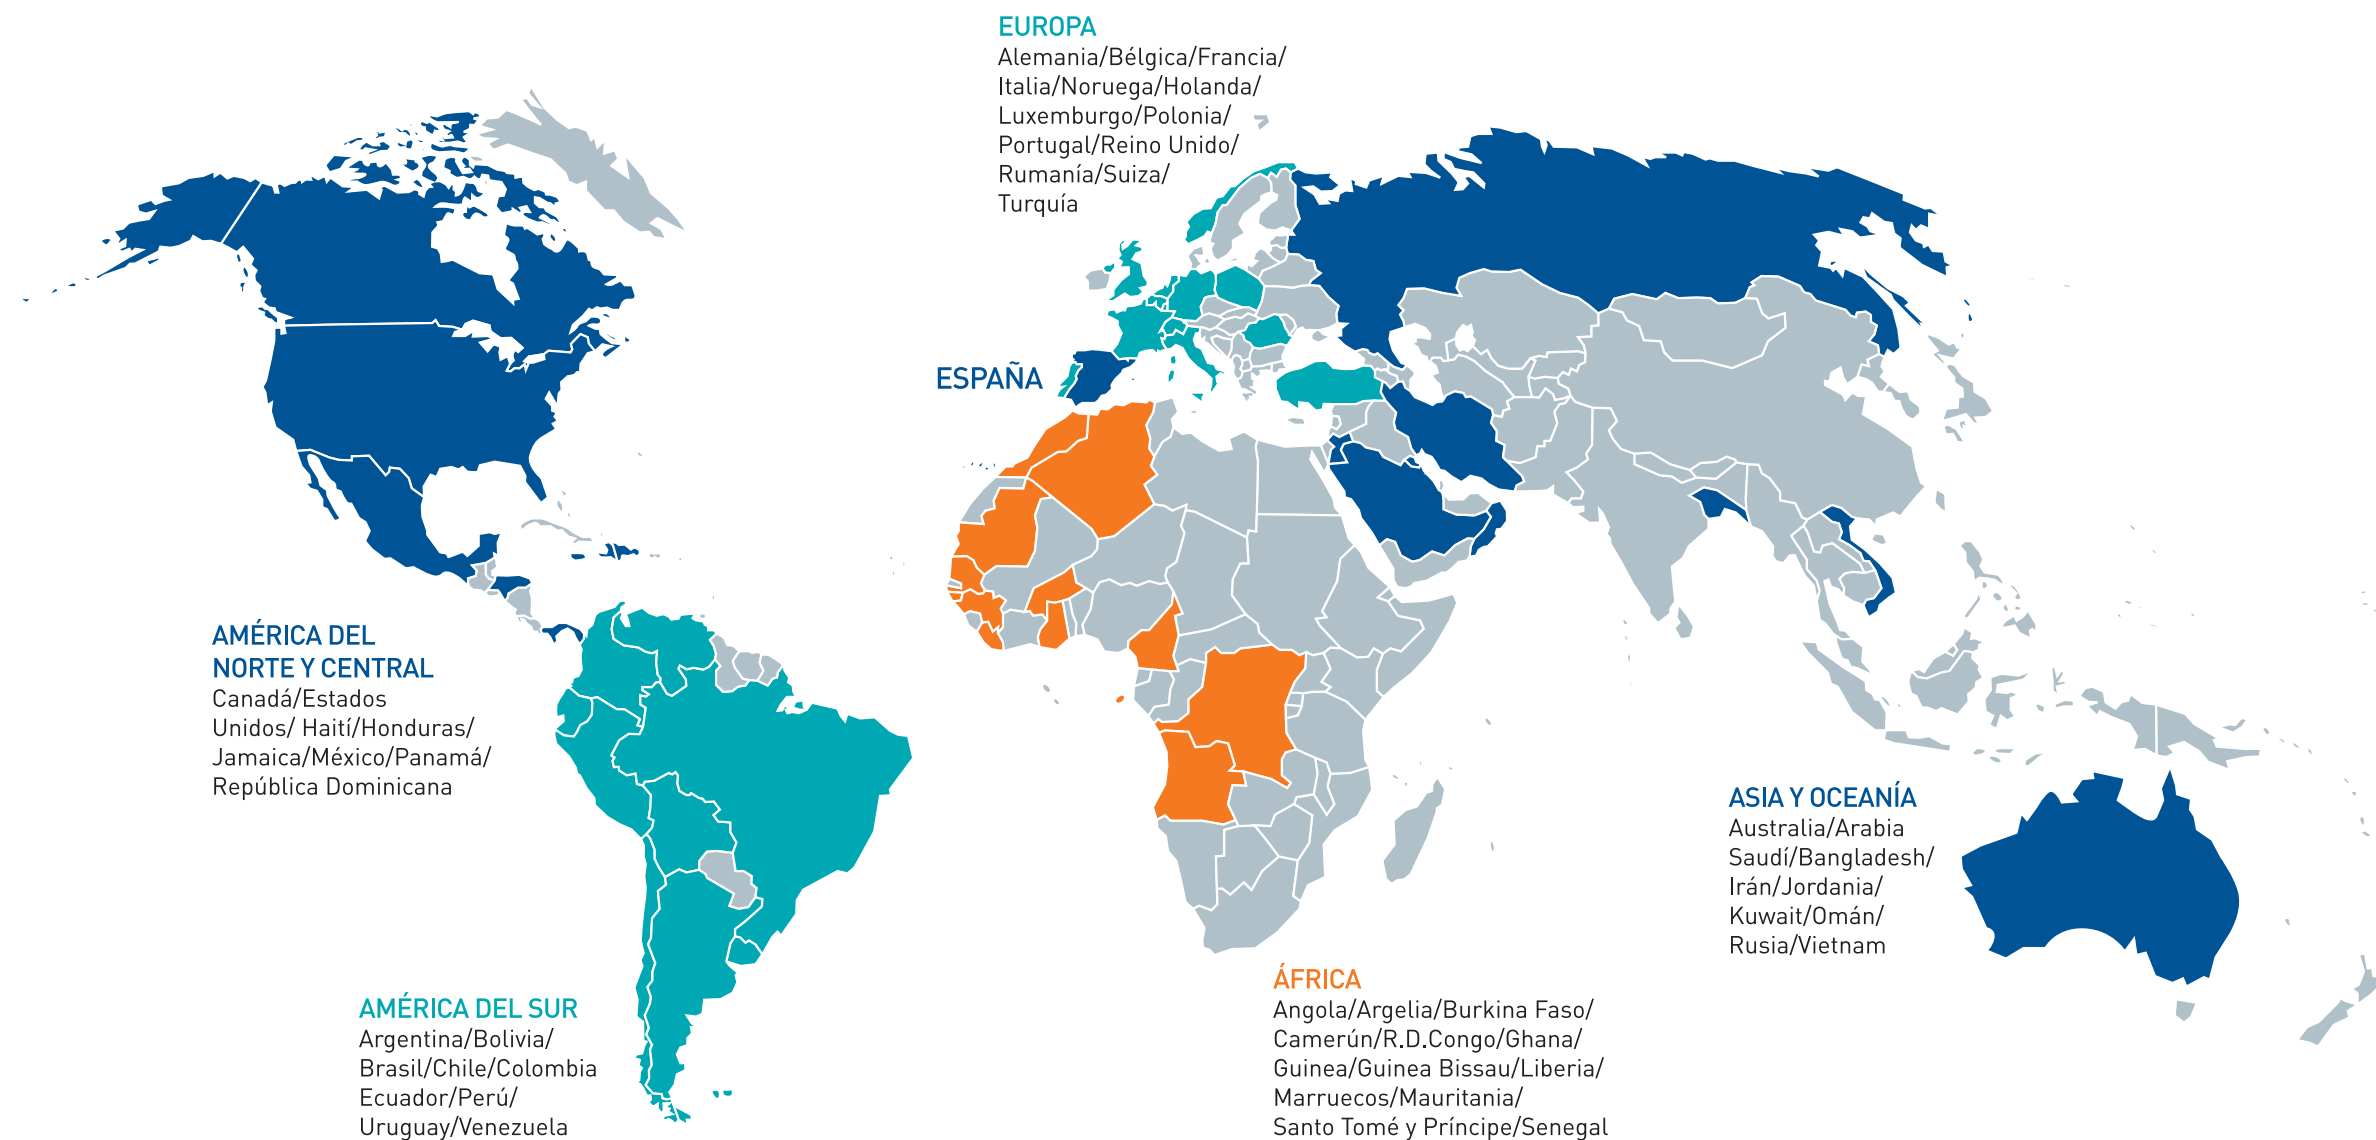 EUROPA
Alemania/Bélgica/Francia/
Italia/Noruega/Holanda/
Luxemburgo/Polonia/
Portugal/Reino Unido/
Rumanía/Suiza/
Turquía
ESPAÑA
AMÉRICA DEL
NORTE Y CENTRAL
Canadá/Estados
Unidos/ Haití/Honduras/
Jamaica/México/Panamá/
República Dominicana
ASIA Y OCEANÍA
Australia/Arabia
Saudí/Bangladesh/
Irán/Jordania/
Kuwait/Omán/
Rusia/Vietnam
AMÉRICA DEL SUR
Argentina/Bolivia/
Brasil/Chile/Colombia
Ecuador/Perú/
Uruguay/Venezuela
ÁFRICA
Angola/Argelia/Burkina Faso/
Camerún/R.D.Congo/Ghana/
Guinea/Guinea Bissau/Liberia/
Marruecos/Mauritania/
Santo Tomé y Príncipe/Senegal